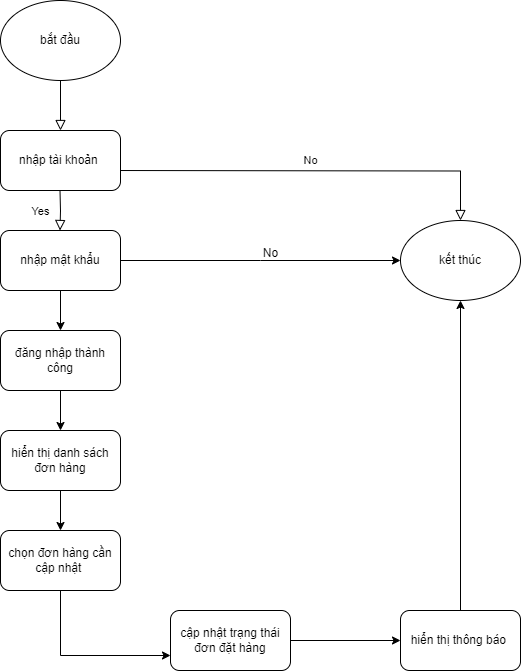 bắt đầu
nhập tài khoản
No
Yes
nhập mật khẩu
No
kết thúc
đăng nhập thành
công
hiển thị danh sách
đơn hàng
chọn đơn hàng cần
cập nhật
cập nhật trạng thái
đơn đặt hàng
hiển thị thông báo